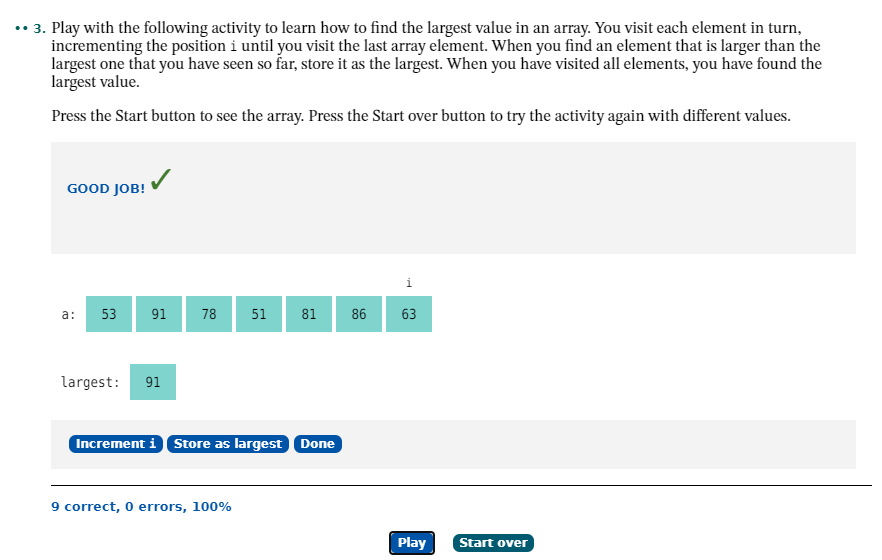 •• 3. Play with the following activity to learn how to find the largest value in an array. You visit each element in turn,
incrementing the position i until you visit the last array element. When you find an element that is larger than the
largest one that you have seen so far, store it as the largest. When you have visited all elements, you have found the
largest value.
Press the Start button to see the array. Press the Start over button to try the activity again with different values.
GOOD JOB! ✓
i
a: 53 91 78 51 81 86 63
largest: 91
Increment i Store as largest Done
9 correct, 0 errors, 100%
Play Start over